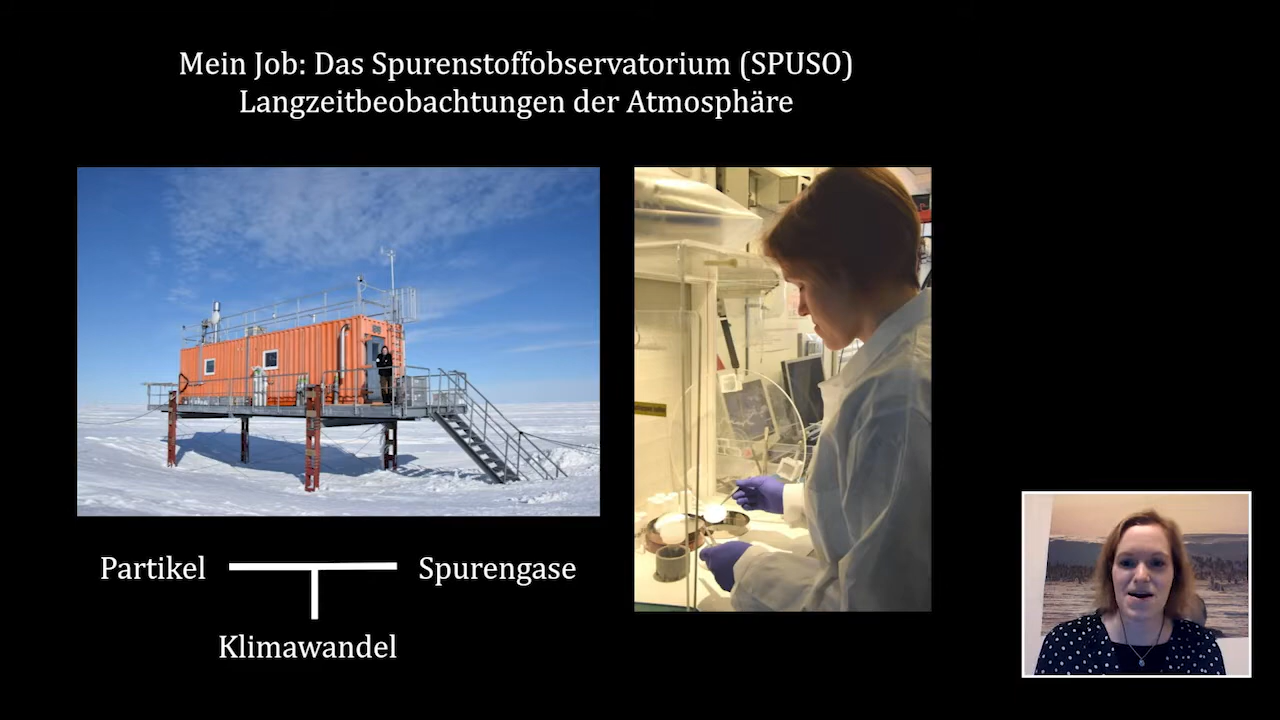 Mein Job: Das Spurenstoffobservatorium (SPUSO)
Langzeitbeobachtungen der Atmosphäre
Partikel
Spurengase
Klimawandel